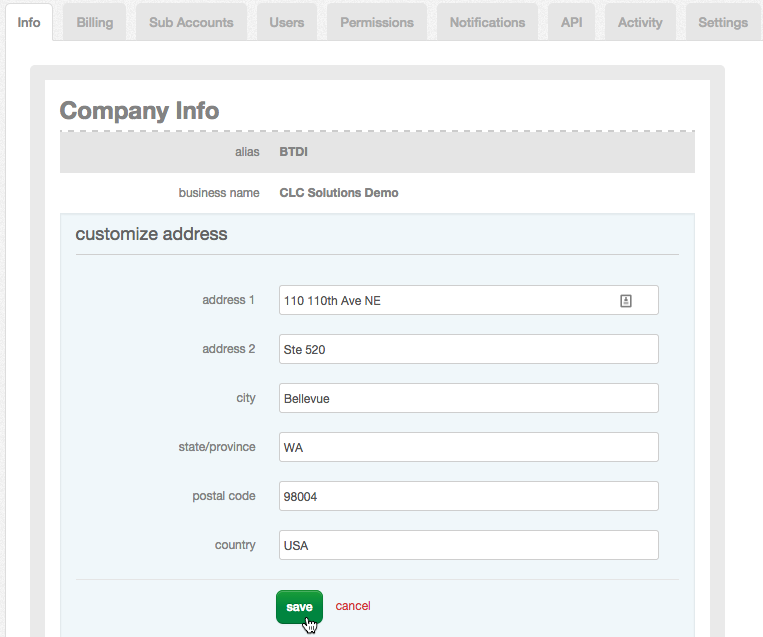 Info Billing Sub Accounts Users Permissions Notifications API Activity Settings
Company Info
alias BTDI
business name CLC Solutions Demo
customize address
address 1 110 110th Ave NE
address 2 Ste 520
city Bellevue
state/province WA
postal code 98004
country USA
save cancel